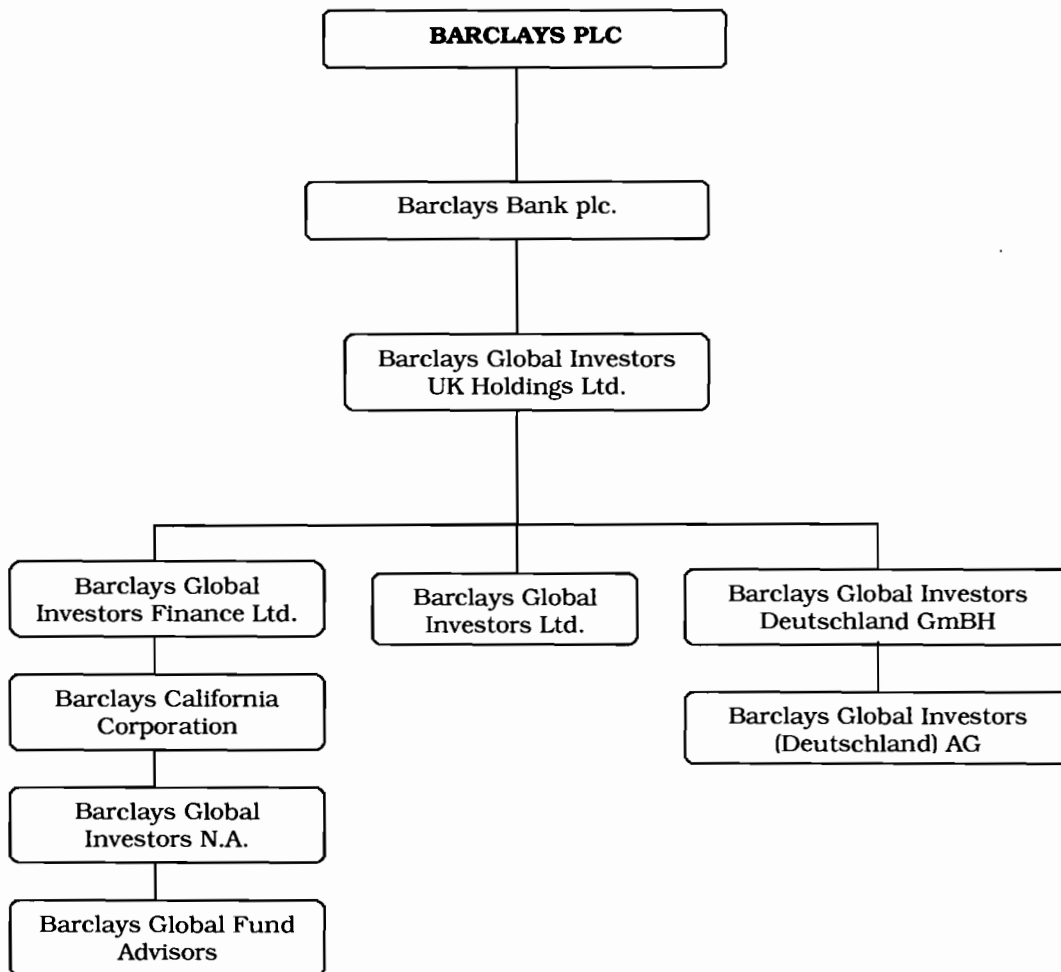 BARCLAYS PLC
Barclays Bank plc.
Barclays Global Investors
UK Holdings Ltd.
Barclays Global
Investors Finance Ltd.
Barclays Global
Investors Ltd.
Barclays Global Investors
Deutschland GmBH
Barclays California
Corporation
Barclays Global Investors
(Deutschland) AG
Barclays Global
Investors N.A.
Barclays Global Fund
Advisors